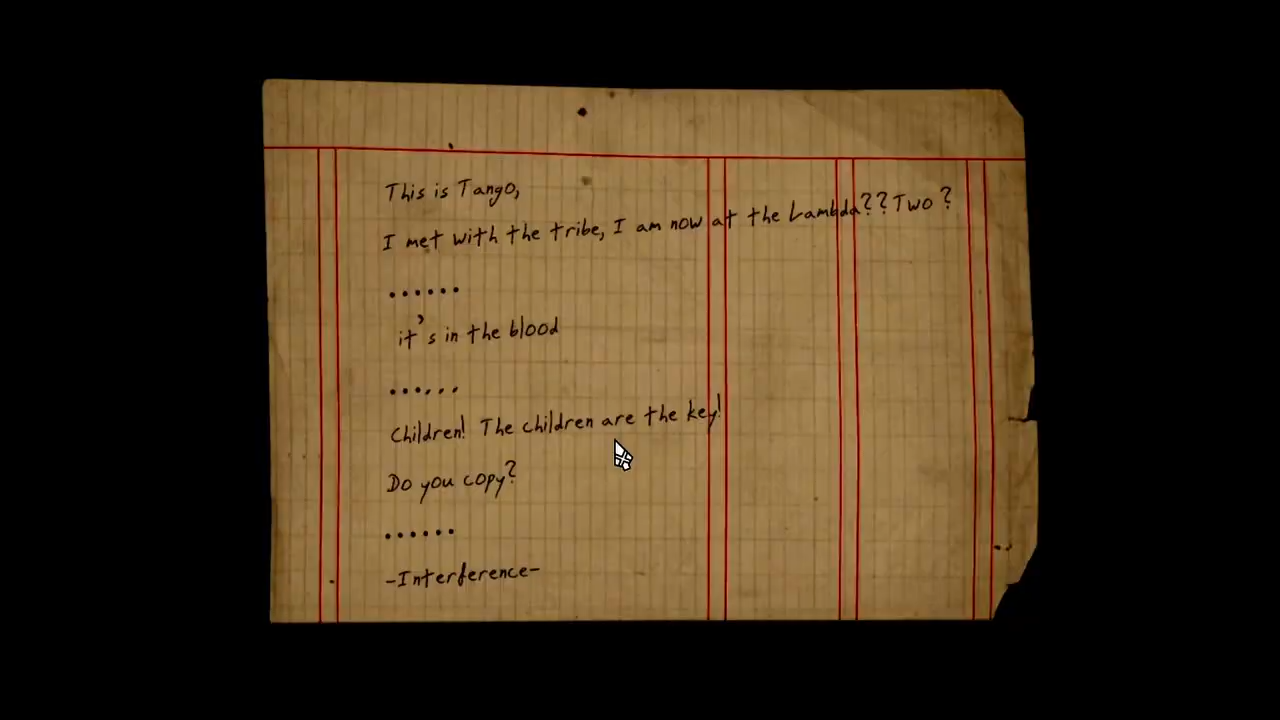 This is Tango,
I met with the tribe, I am now at the Lambda?? Two ?
......
it's in the blood
......
Children! The children are the key!
Do you copy?
......
-Interference-